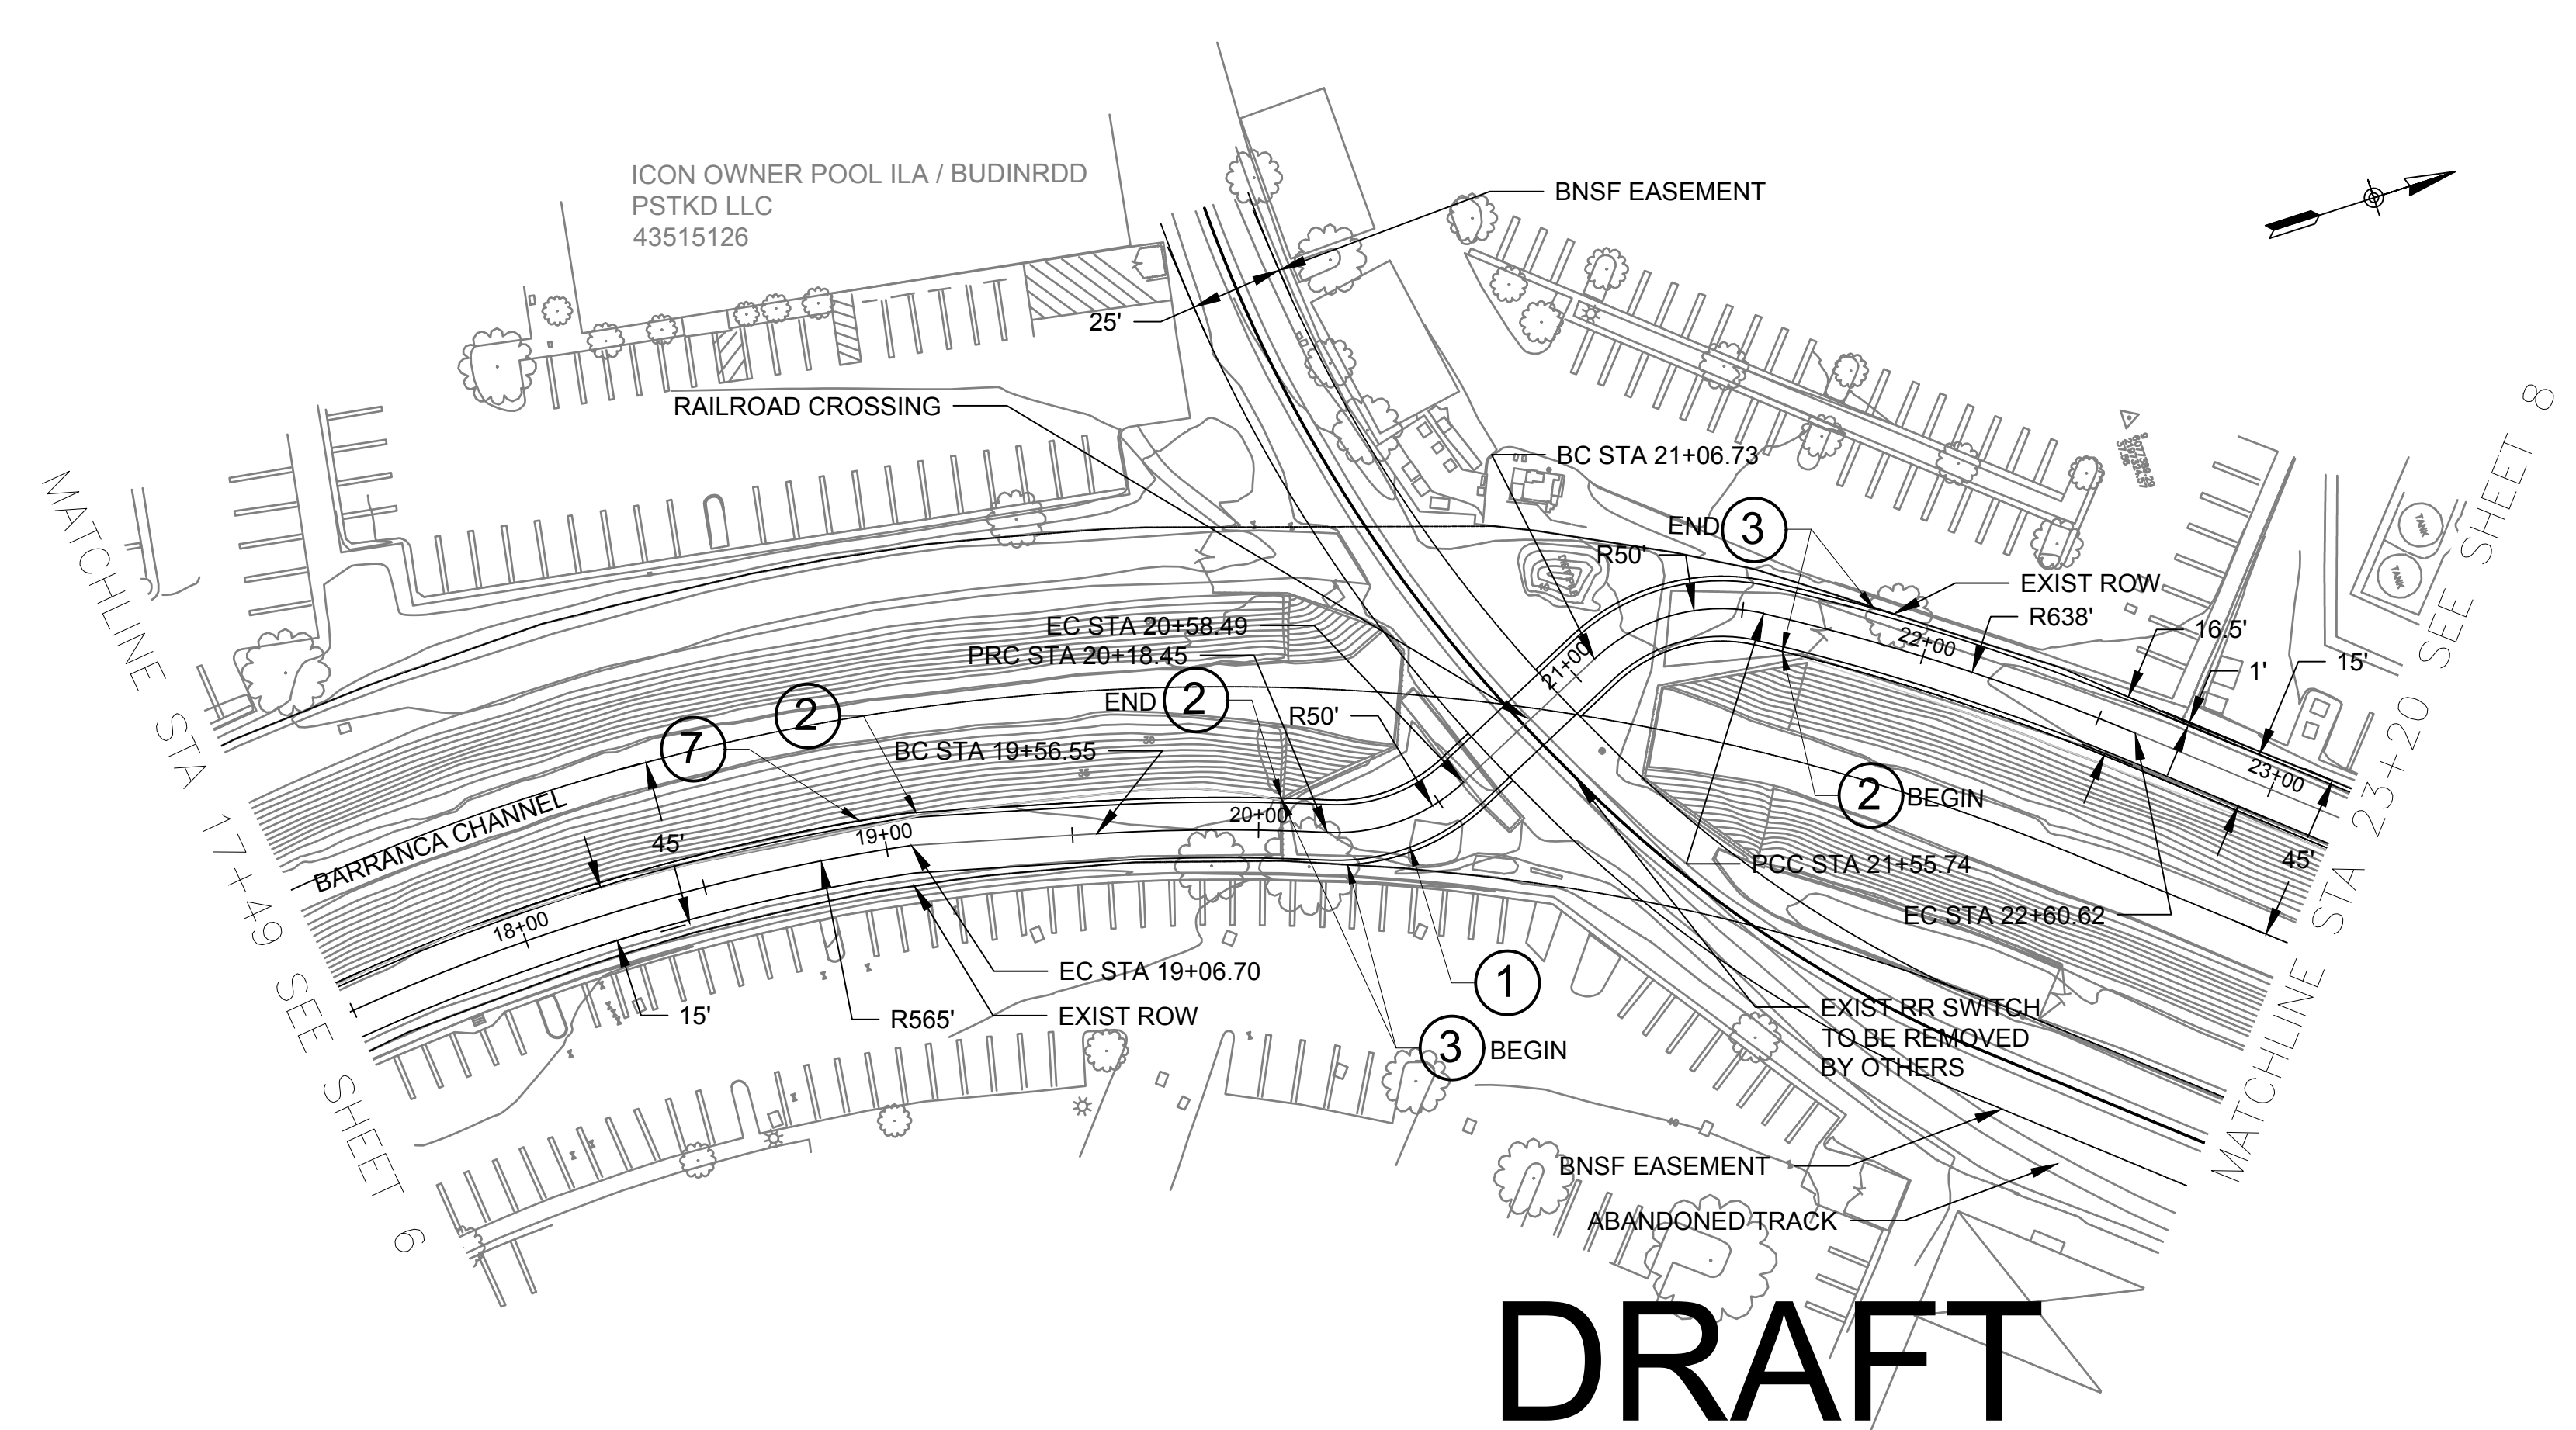 ICON OWNER POOL ILA / BUDINRDD
PSTKD LLC
43515126
BNSF EASEMENT
25'
RAILROAD CROSSING
BC STA 21+06.73
END 3
R50'
EXIST ROW
R638'
22+00
16.5'
1'
15'
23+00
TANK
TANK
MATCHLINE STA 17+49 SEE SHEET 6
MATCHLINE STA 23+20 SEE SHEET 8
EC STA 20+58.49
PRC STA 20+18.45
21+00
END 2
R50'
2
7
BC STA 19+56.55
BARRANCA CHANNEL
45'
20+00
19+00
18+00
2 BEGIN
PCC STA 21+55.74
45'
EC STA 22+60.62
EC STA 19+06.70
1
15'
R565'
EXIST ROW
3 BEGIN
EXIST RR SWITCH
TO BE REMOVED
BY OTHERS
BNSF EASEMENT
ABANDONED TRACK
DRAFT